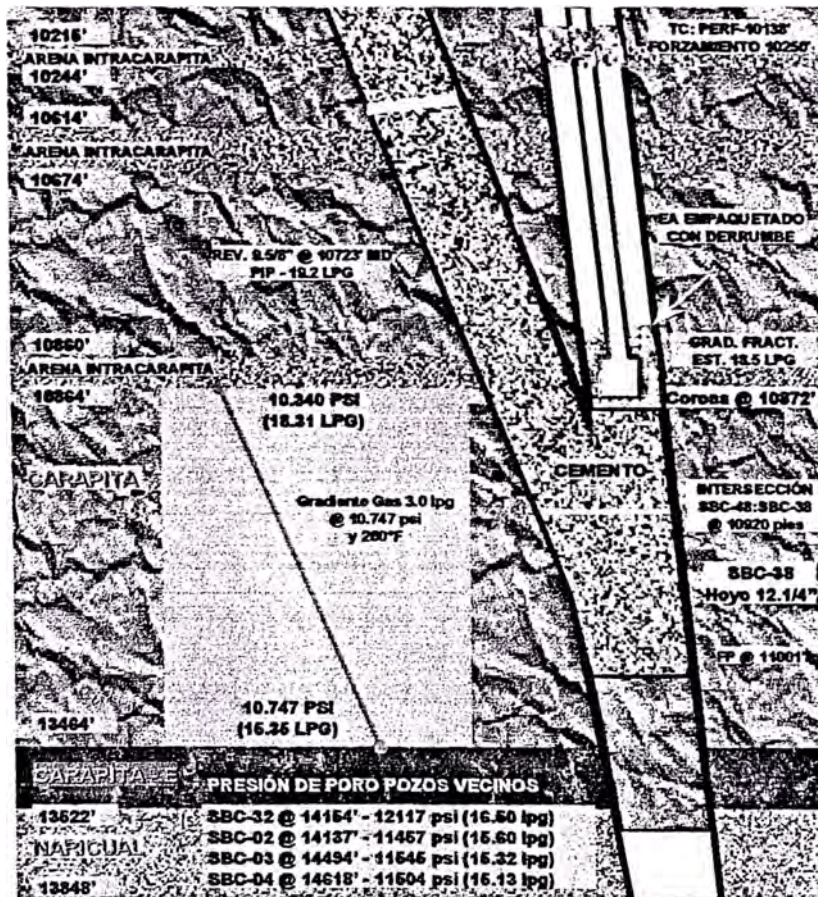 10215'
ARENA INTRACARAPITA
10244'
10614'
ARENA INTRACARAPITA
10674'
REV. 9.5/8" @ 10723' MD
PIP - 19.2 LPG
10860'
ARENA INTRACARAPITA
10.340 PSI
(18.31 LPG)
CARAPITA
Gradiente Gas 3.0 lpg
@ 10.747 psi
y 260°F
10.747 PSI
(15.35 LPG)
13464'
TC: PERF-10138'
FORZAMIENTO 10250'
EA EMPAQUETADO
CON DERRUMBE
GRAD. FRACT.
EST. 13.5 LPG
Corona @ 10872'
CEMENTO
INTERSECCIÓN
SBC-48:SBC-38
@ 10920 pies
SBC-38
Hoyo 12.1/4"
FP @ 11001'
CARAPITA-E
PRESIÓN DE PORO POZOS VECINOS
13522'
SBC-32 @ 14154' - 12117 psi (16.50 lpg)
SBC-02 @ 14137' - 11457 psi (15.60 lpg)
NARICUAL
SBC-03 @ 14494' - 11545 psi (15.32 lpg)
SBC-04 @ 14618' - 11504 psi (15.13 lpg)
13848'